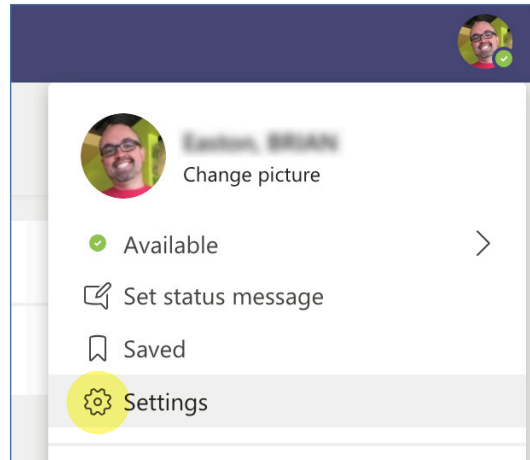 Change picture
Available
Set status message
Saved
Settings